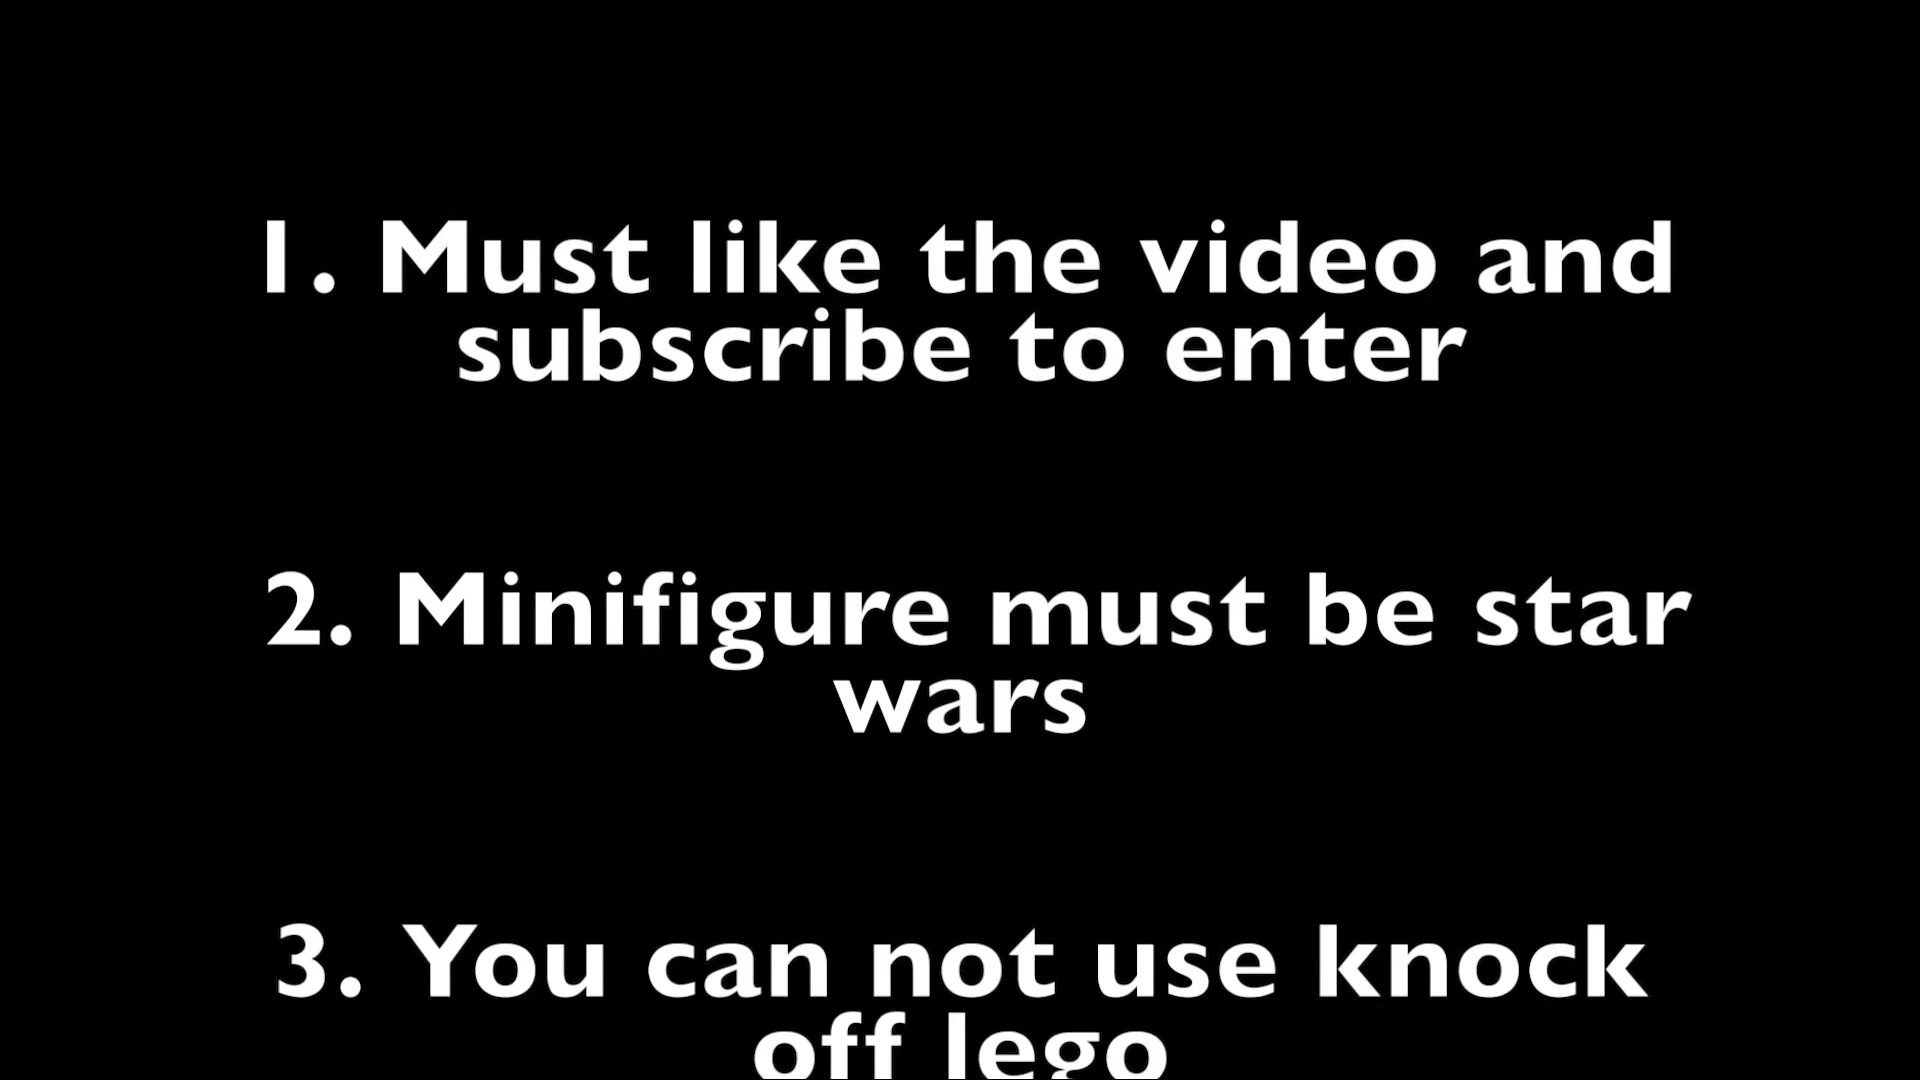 1. Must like the video and
subscribe to enter
2. Minifigure must be star
wars
3. You can not use knock
off lego